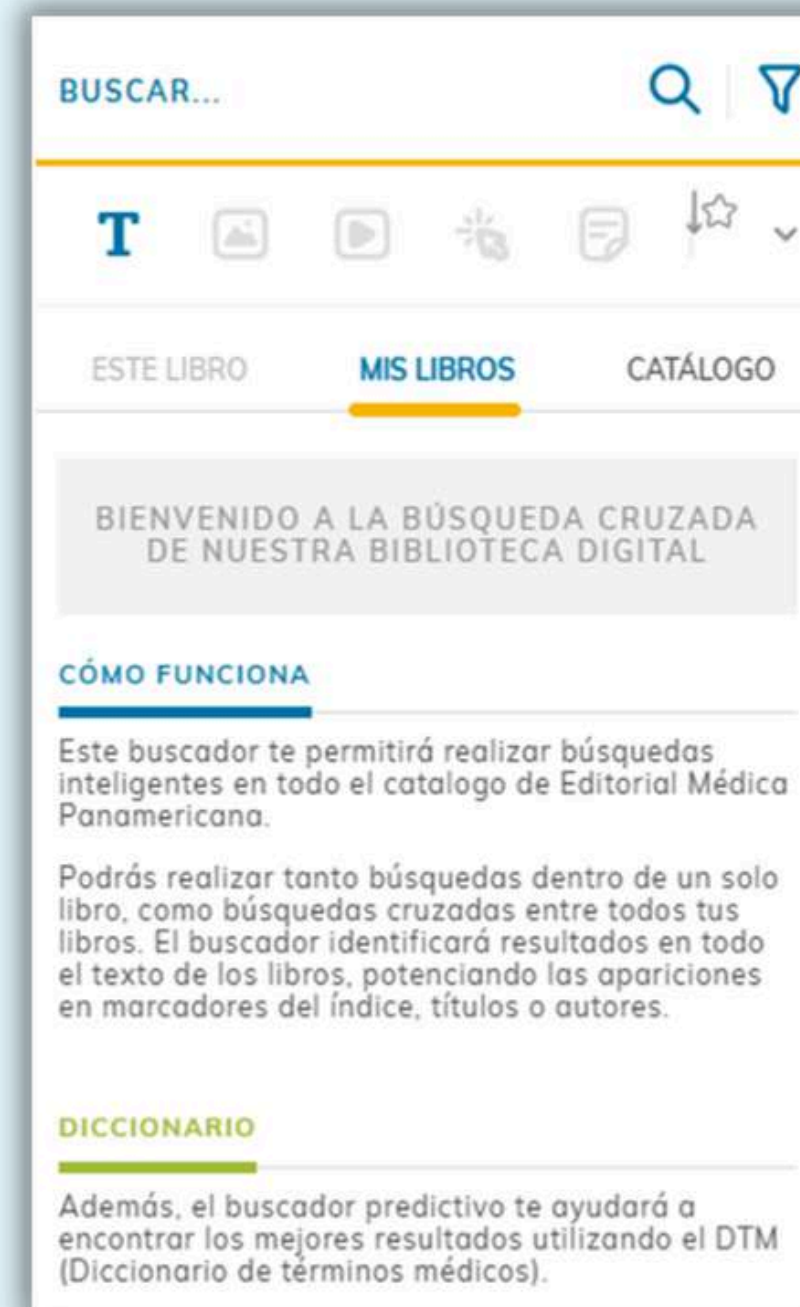 BUSCAR...
T
ESTE LIBRO MIS LIBROS CATÁLOGO
BIENVENIDO A LA BÚSQUEDA CRUZADA
DE NUESTRA BIBLIOTECA DIGITAL
CÓMO FUNCIONA
Este buscador te permitirá realizar búsquedas
inteligentes en todo el catalogo de Editorial Médica
Panamericana.
Podrás realizar tanto búsquedas dentro de un solo
libro, como búsquedas cruzadas entre todos tus
libros. El buscador identificará resultados en todo
el texto de los libros, potenciando las apariciones
en marcadores del índice, títulos o autores.
DICCIONARIO
Además, el buscador predictivo te ayudará a
encontrar los mejores resultados utilizando el DTM
(Diccionario de términos médicos).